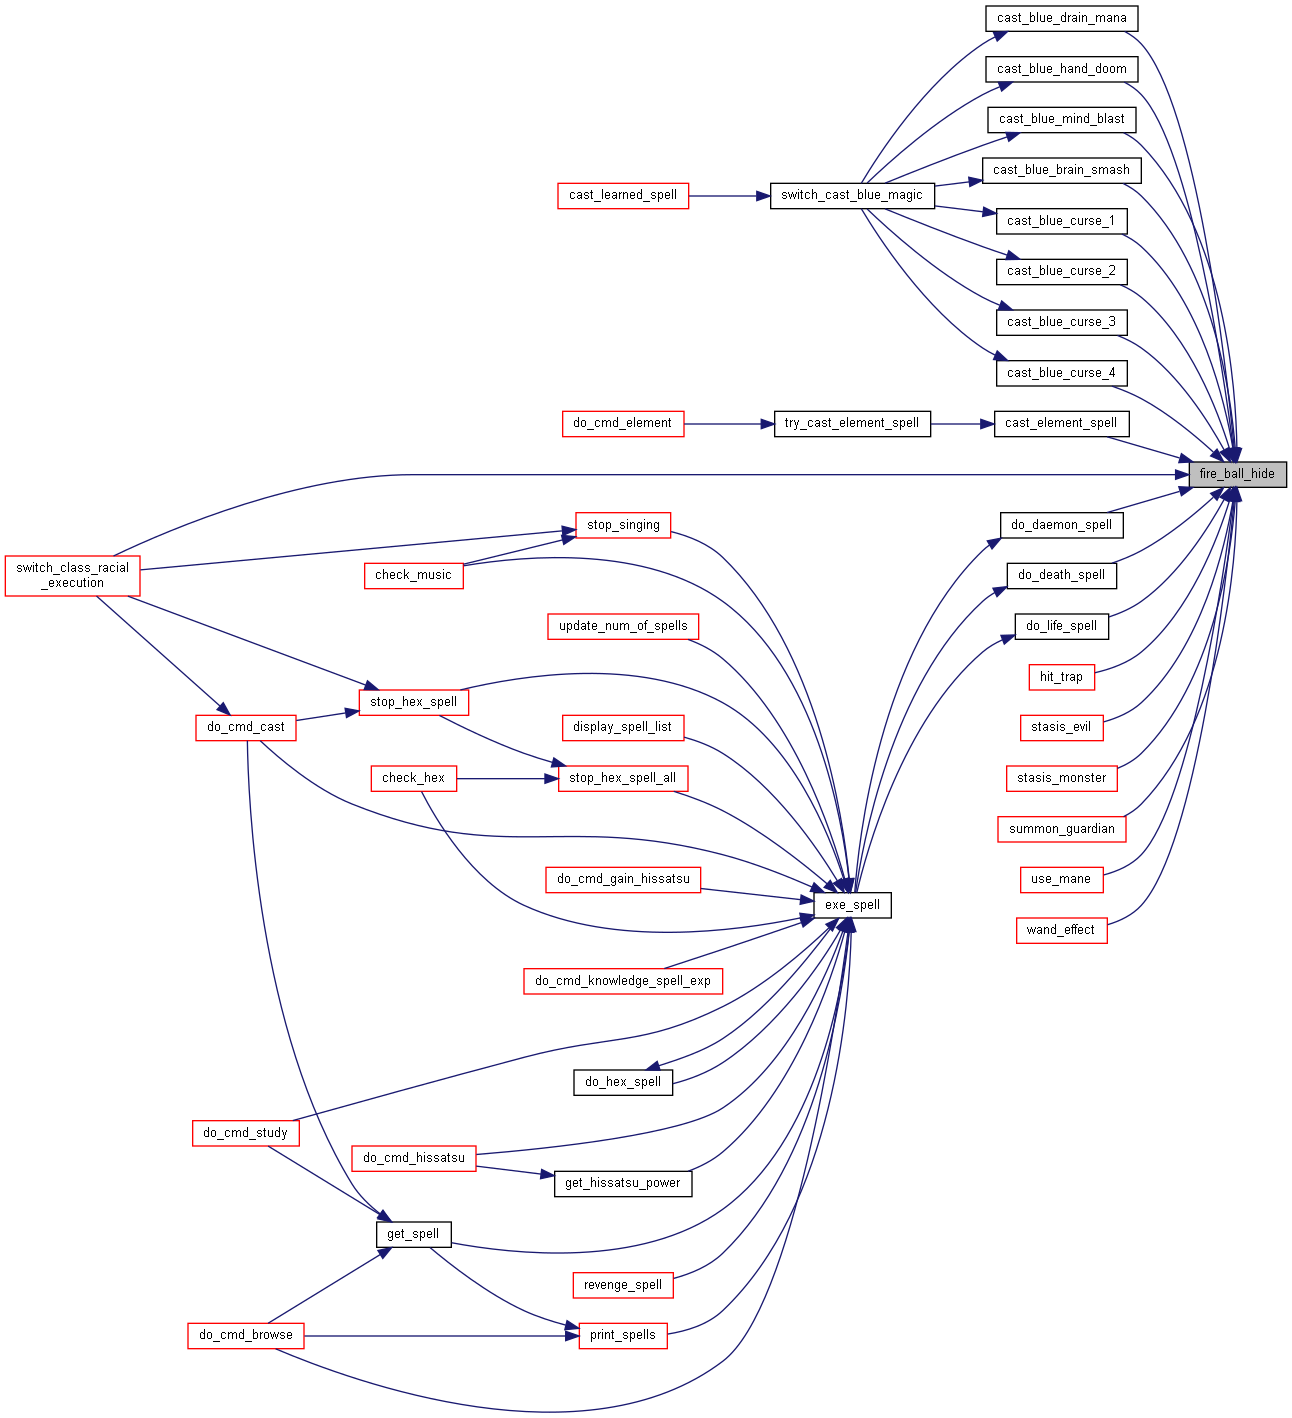 cast_blue_drain_mana
cast_blue_hand_doom
cast_blue_mind_blast
cast_blue_brain_smash
cast_learned_spell
switch_cast_blue_magic
cast_blue_curse_1
cast_blue_curse_2
cast_blue_curse_3
cast_blue_curse_4
do_cmd_element
try_cast_element_spell
cast_element_spell
fire_ball_hide
stop_singing
do_daemon_spell
switch_class_racial
_execution
check_music
do_death_spell
update_num_of_spells
do_life_spell
hit_trap
stop_hex_spell
do_cmd_cast
display_spell_list
stasis_evil
check_hex
stop_hex_spell_all
stasis_monster
summon_guardian
do_cmd_gain_hissatsu
use_mane
exe_spell
wand_effect
do_cmd_knowledge_spell_exp
do_hex_spell
do_cmd_study
do_cmd_hissatsu
get_hissatsu_power
get_spell
revenge_spell
do_cmd_browse
print_spells